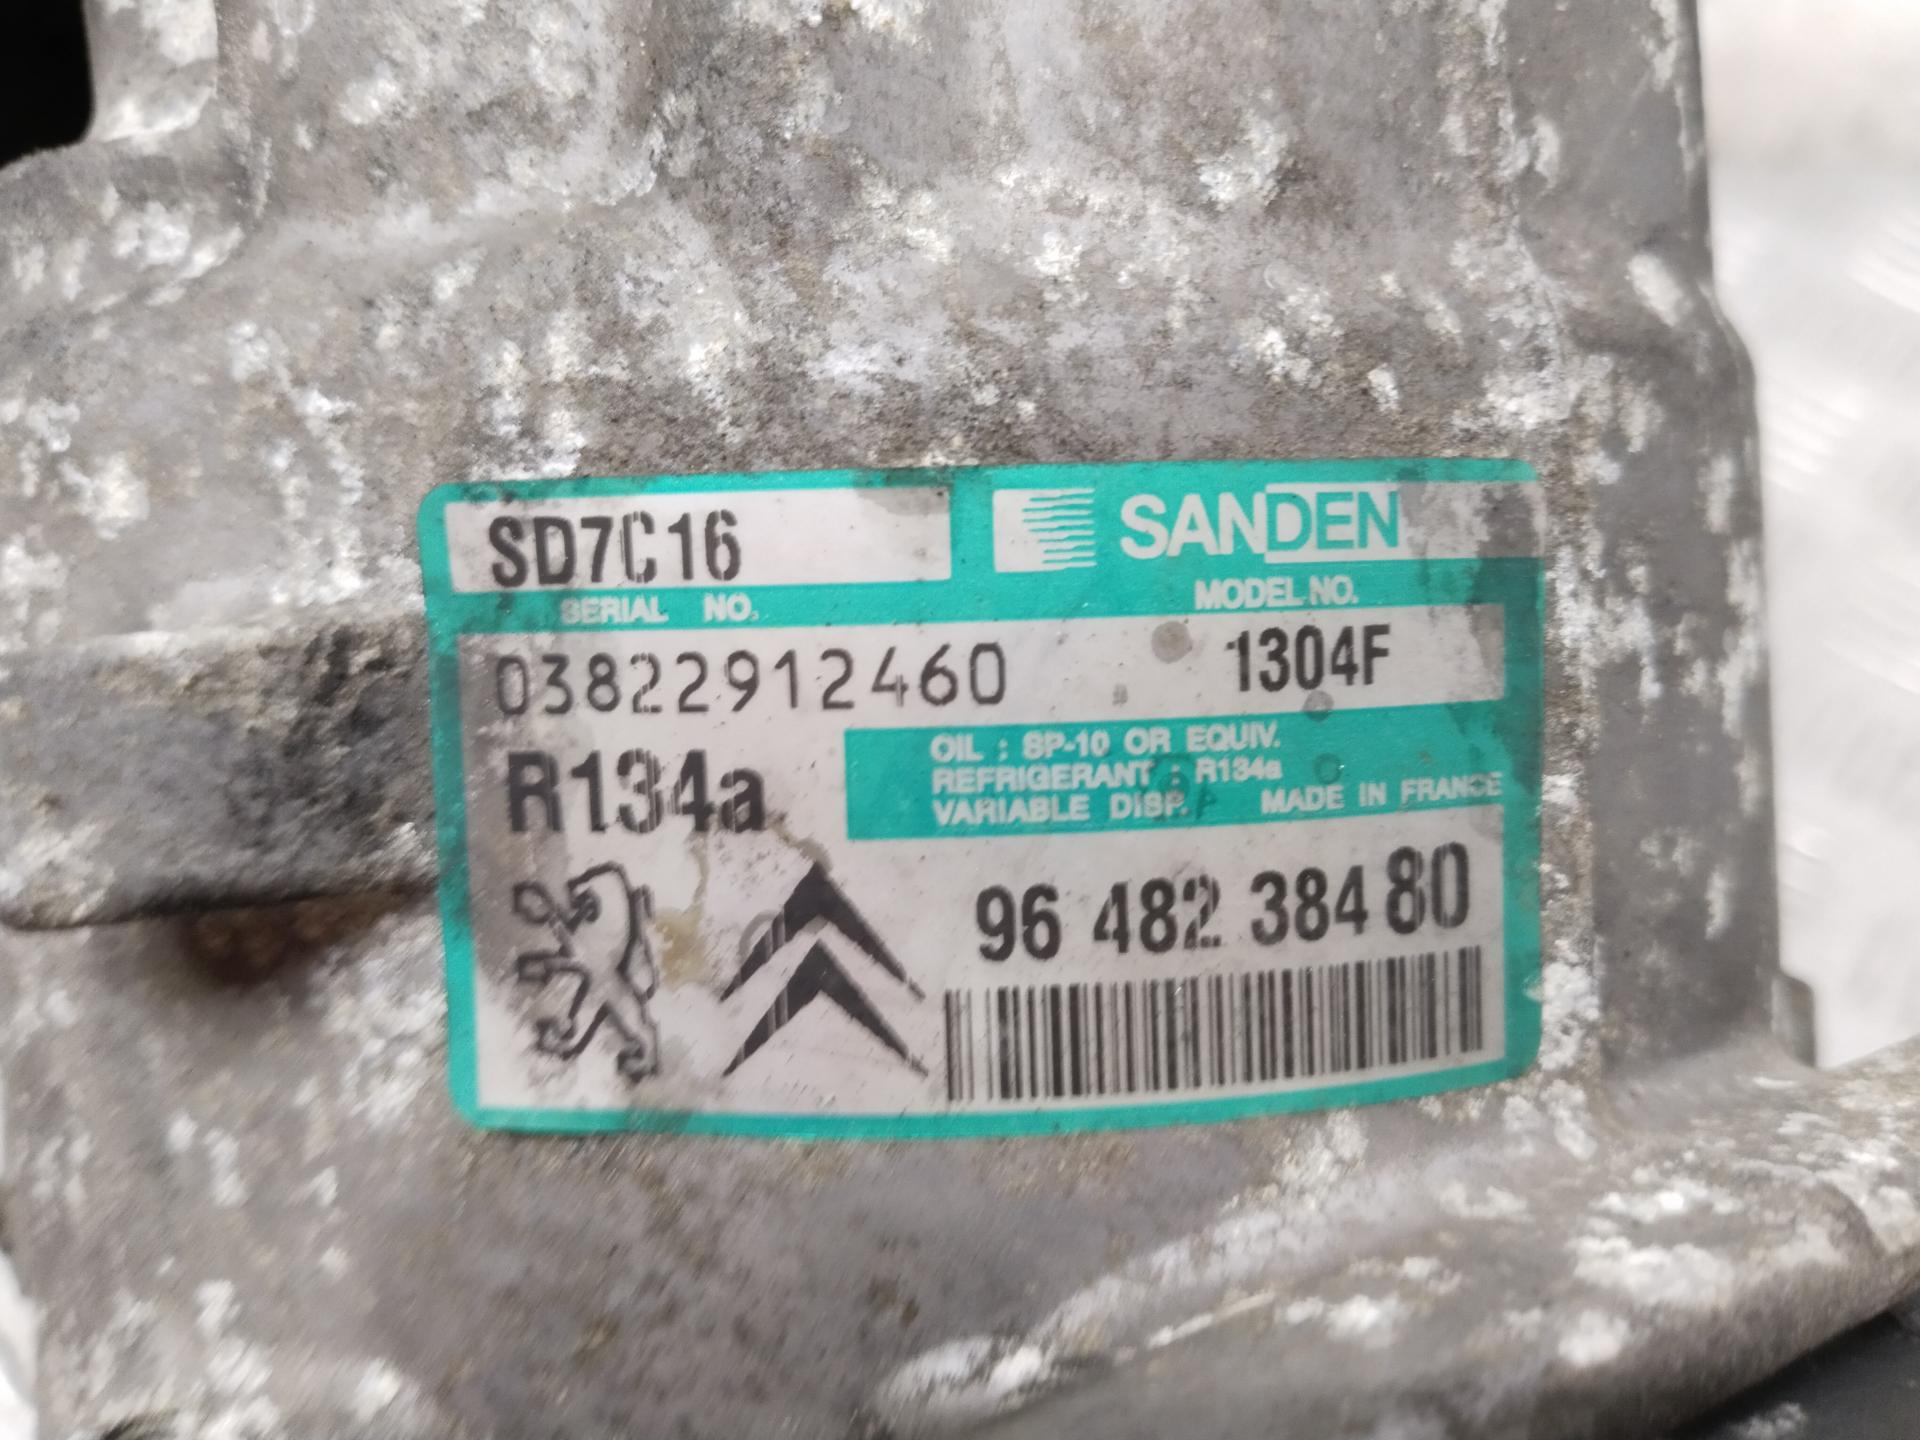 SD7C16
SANDEN
SERIAL NO.
MODEL NO.
03822912460
1304F
R134a
OIL : SP-10 OR EQUIV.
REFRIGERANT : R134a
VARIABLE DISP. MADE IN FRANCE
96 482 384 80